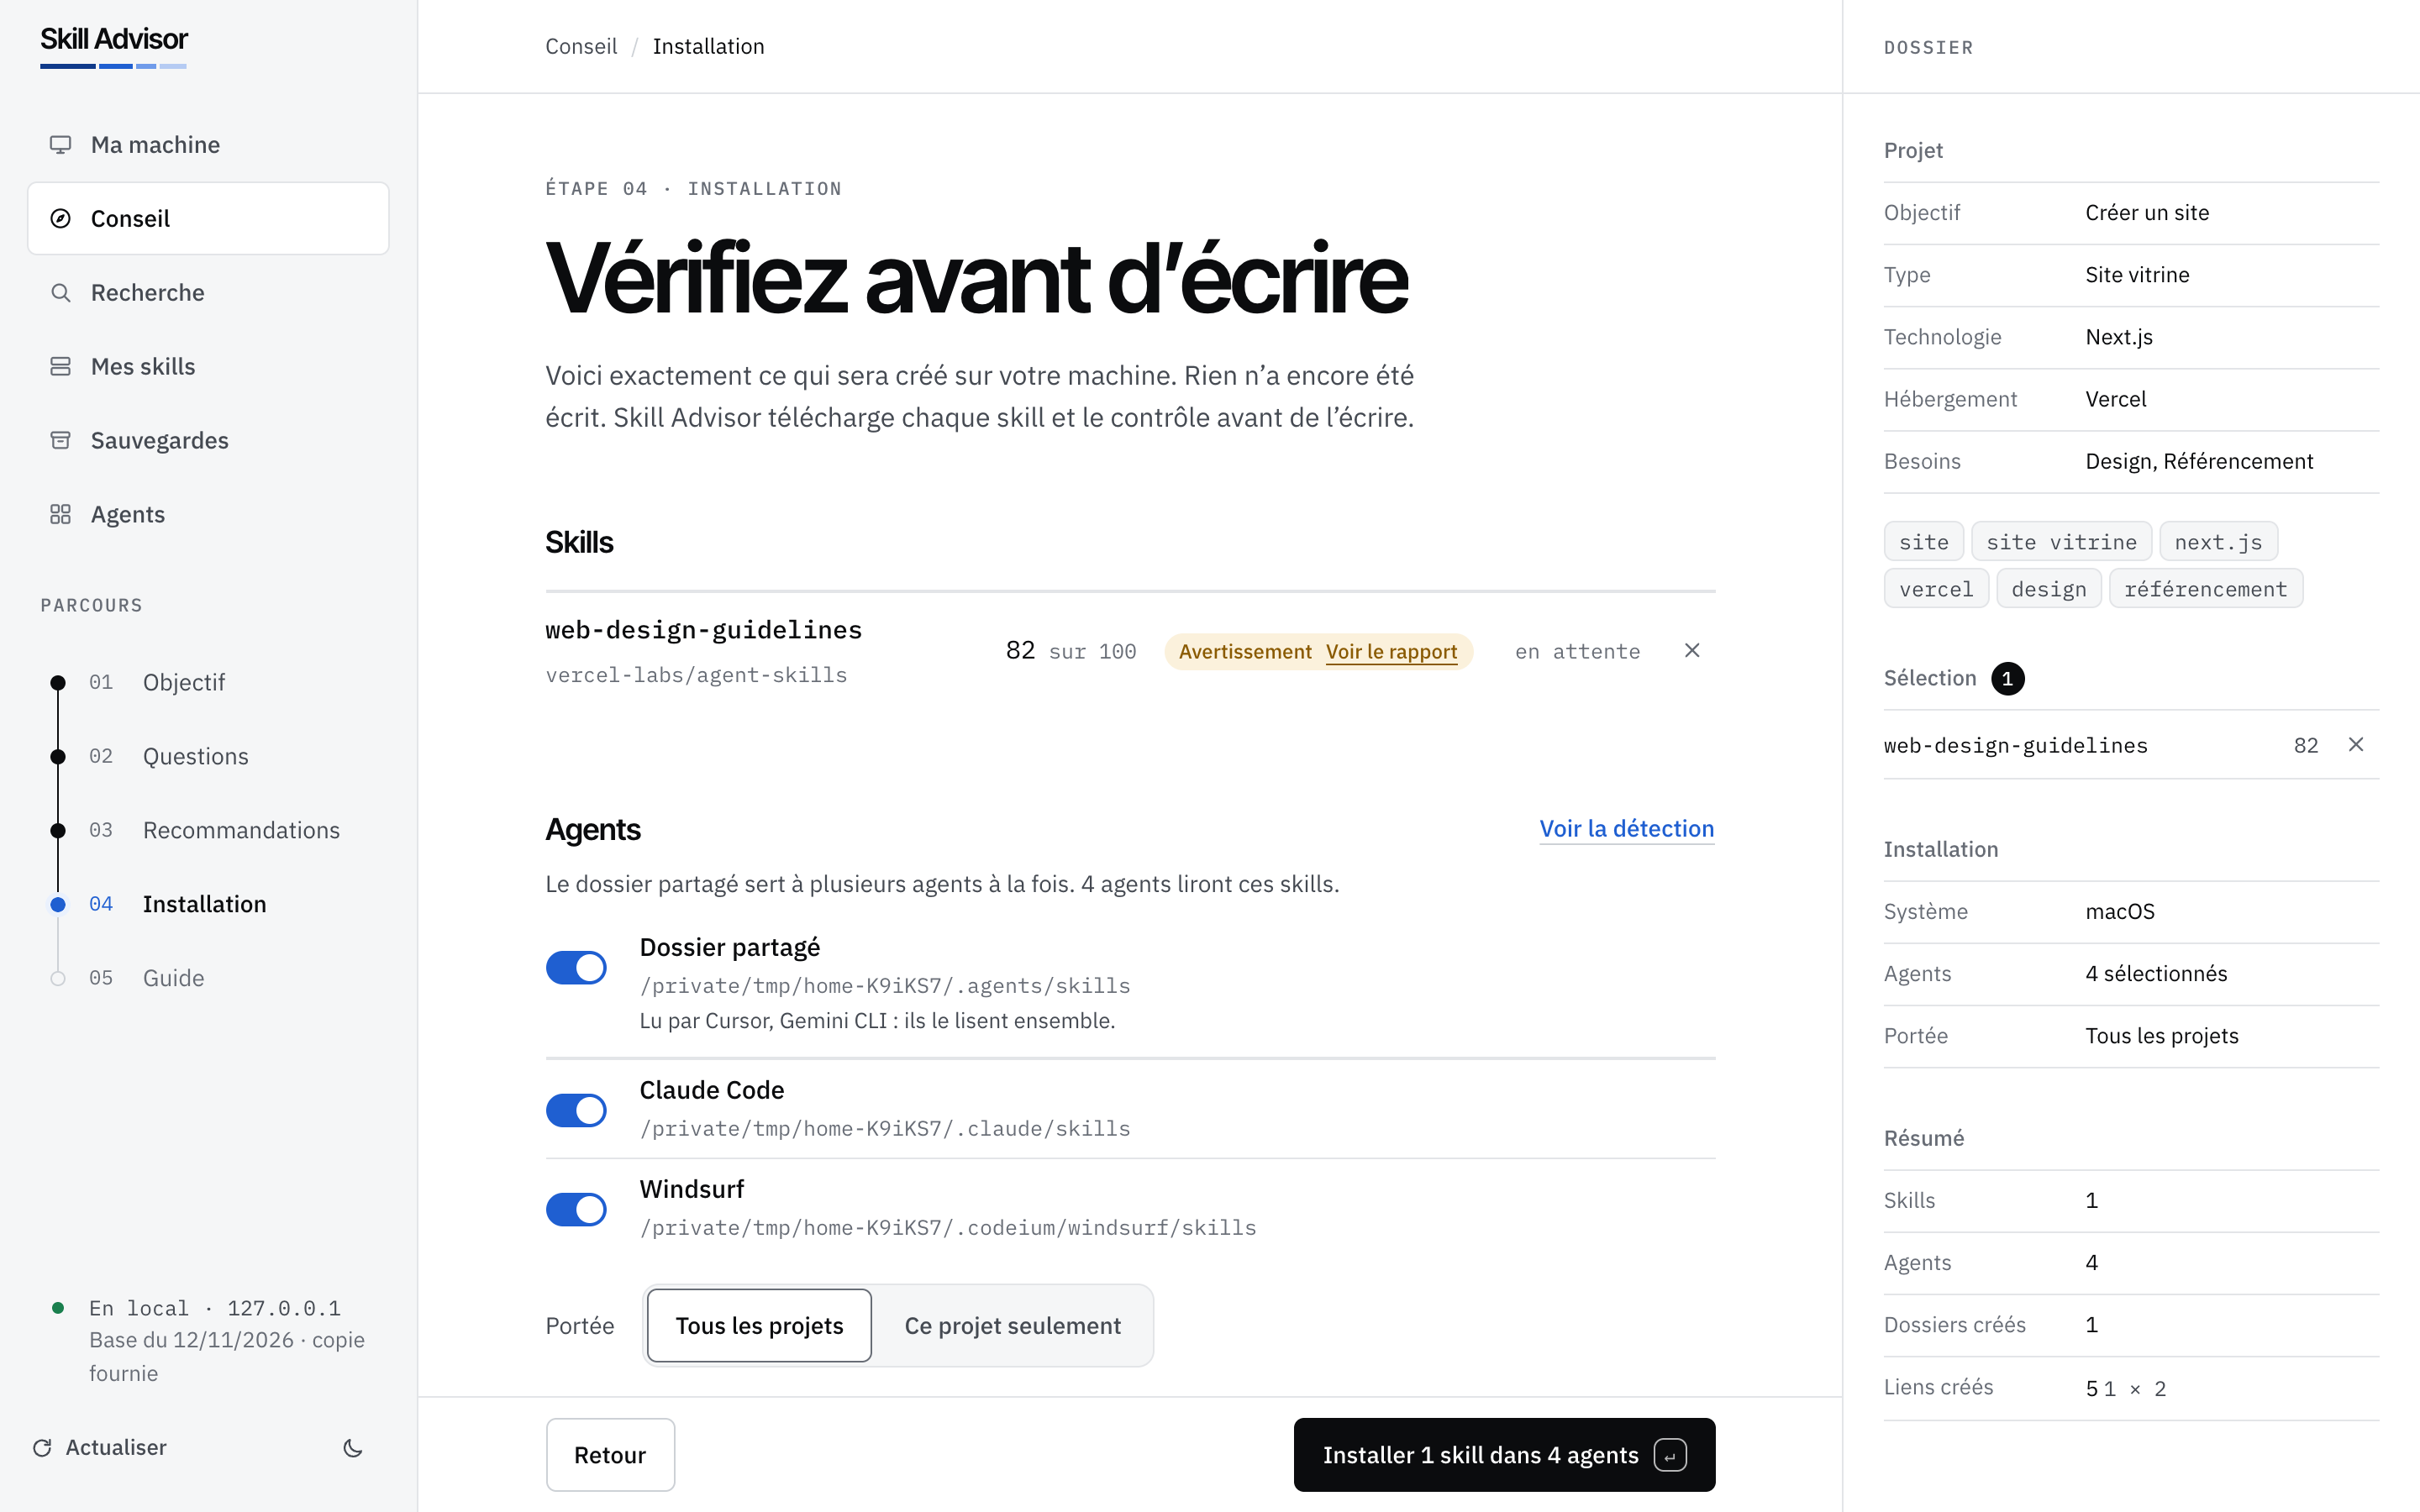 Skill Advisor
Ma machine
Conseil
Recherche
Mes skills
Sauvegardes
Agents
PARCOURS
01 Objectif
02 Questions
03 Recommandations
04 Installation
05 Guide
En local · 127.0.0.1
Base du 12/11/2026 · copie
fournie
Actualiser
Conseil / Installation
ÉTAPE 04 · INSTALLATION
Vérifiez avant d’écrire
Voici exactement ce qui sera créé sur votre machine. Rien n’a encore été
écrit. Skill Advisor télécharge chaque skill et le contrôle avant de l’écrire.
Skills
web-design-guidelines
vercel-labs/agent-skills
82 sur 100 Avertissement Voir le rapport en attente
Agents
Voir la détection
Le dossier partagé sert à plusieurs agents à la fois. 4 agents liront ces skills.
Dossier partagé
/private/tmp/home-K9iKS7/.agents/skills
Lu par Cursor, Gemini CLI : ils le lisent ensemble.
Claude Code
/private/tmp/home-K9iKS7/.claude/skills
Windsurf
/private/tmp/home-K9iKS7/.codeium/windsurf/skills
Portée Tous les projets Ce projet seulement
Retour
Installer 1 skill dans 4 agents ↵
DOSSIER
Projet
Objectif Créer un site
Type Site vitrine
Technologie Next.js
Hébergement Vercel
Besoins Design, Référencement
site site vitrine next.js
vercel design référencement
Sélection 1
web-design-guidelines 82
Installation
Système macOS
Agents 4 sélectionnés
Portée Tous les projets
Résumé
Skills 1
Agents 4
Dossiers créés 1
Liens créés 5 1 × 2